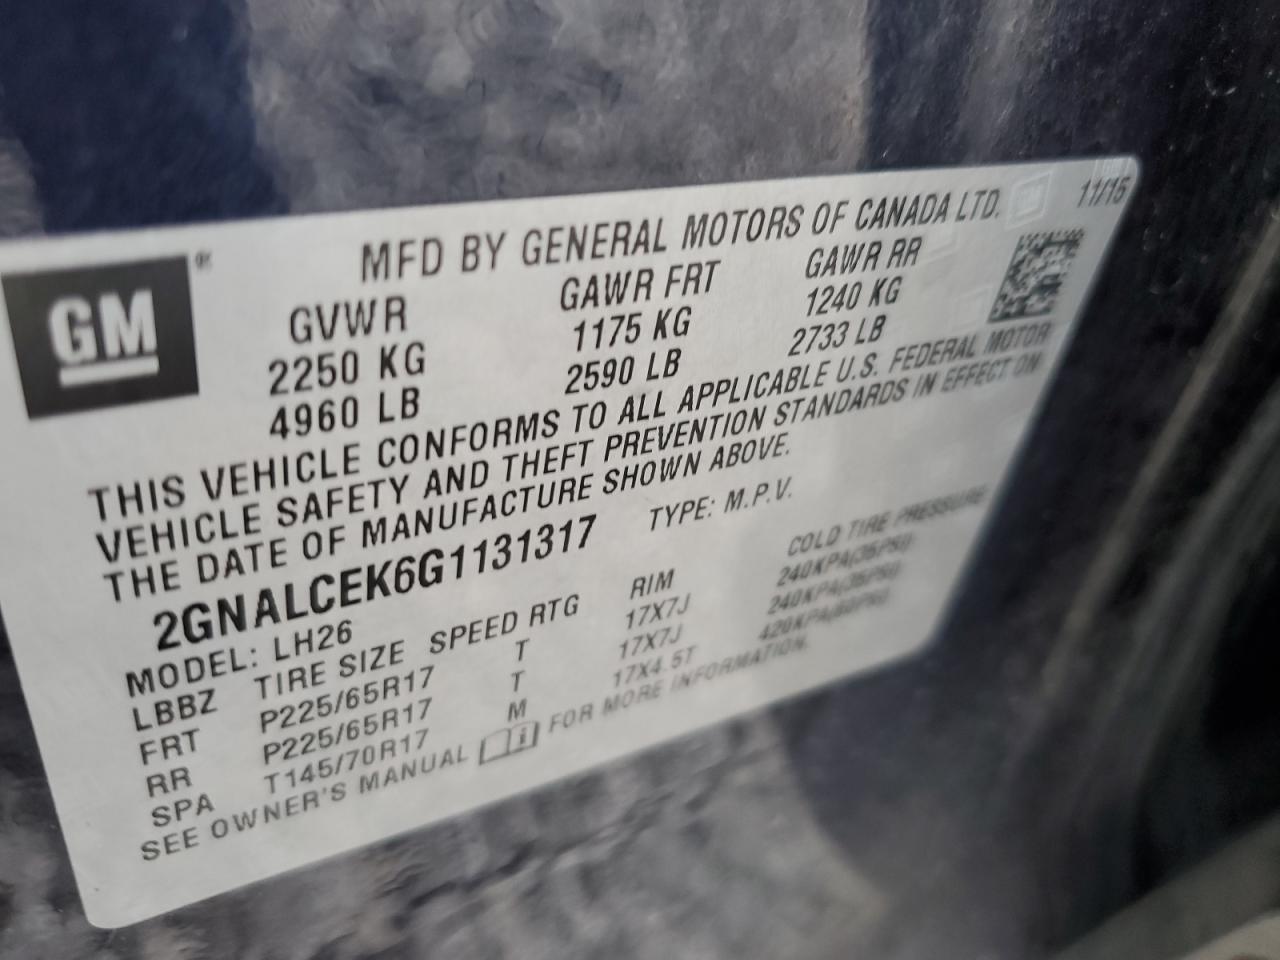 GM ®
MFD BY GENERAL MOTORS OF CANADA LTD. 11/15
GVWR GAWR FRT GAWR RR
2250 KG 1175 KG 1240 KG
4960 LB 2590 LB 2733 LB
THIS VEHICLE CONFORMS TO ALL APPLICABLE U.S. FEDERAL MOTOR
VEHICLE SAFETY AND THEFT PREVENTION STANDARDS IN EFFECT ON
THE DATE OF MANUFACTURE SHOWN ABOVE.
2GNALCEK6G1131317 TYPE: M.P.V.
MODEL: LH26
LBBZ TIRE SIZE SPEED RTG RIM COLD TIRE PRESSURE
FRT P225/65R17 T 17X7J 240KPA(35PSI)
RR P225/65R17 T 17X7J 240KPA(35PSI)
SPA T145/70R17 M 17X4.5T 420KPA(60PSI)
SEE OWNER'S MANUAL FOR MORE INFORMATION.